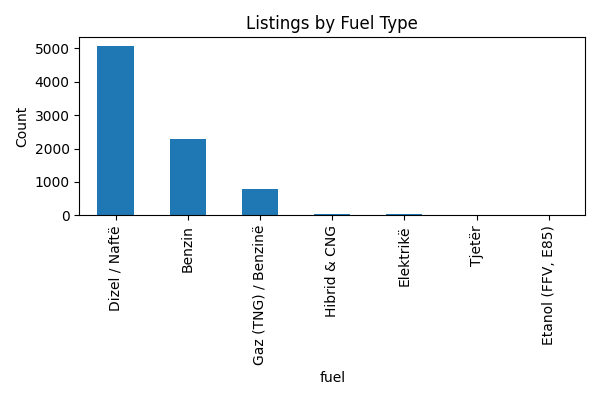 Listings by Fuel Type
Count
5000
4000
3000
2000
1000
0
Dizel / Naftë
Benzin
Gaz (TNG) / Benzinë
Hibrid & CNG
Elektrikë
Tjetër
Etanol (FFV, E85)
fuel